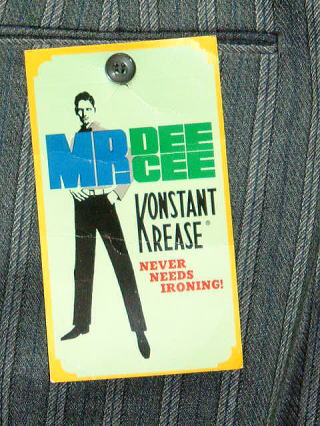 MR. DEE
CEE
KONSTANT
KREASE®
NEVER
NEEDS
IRONING!